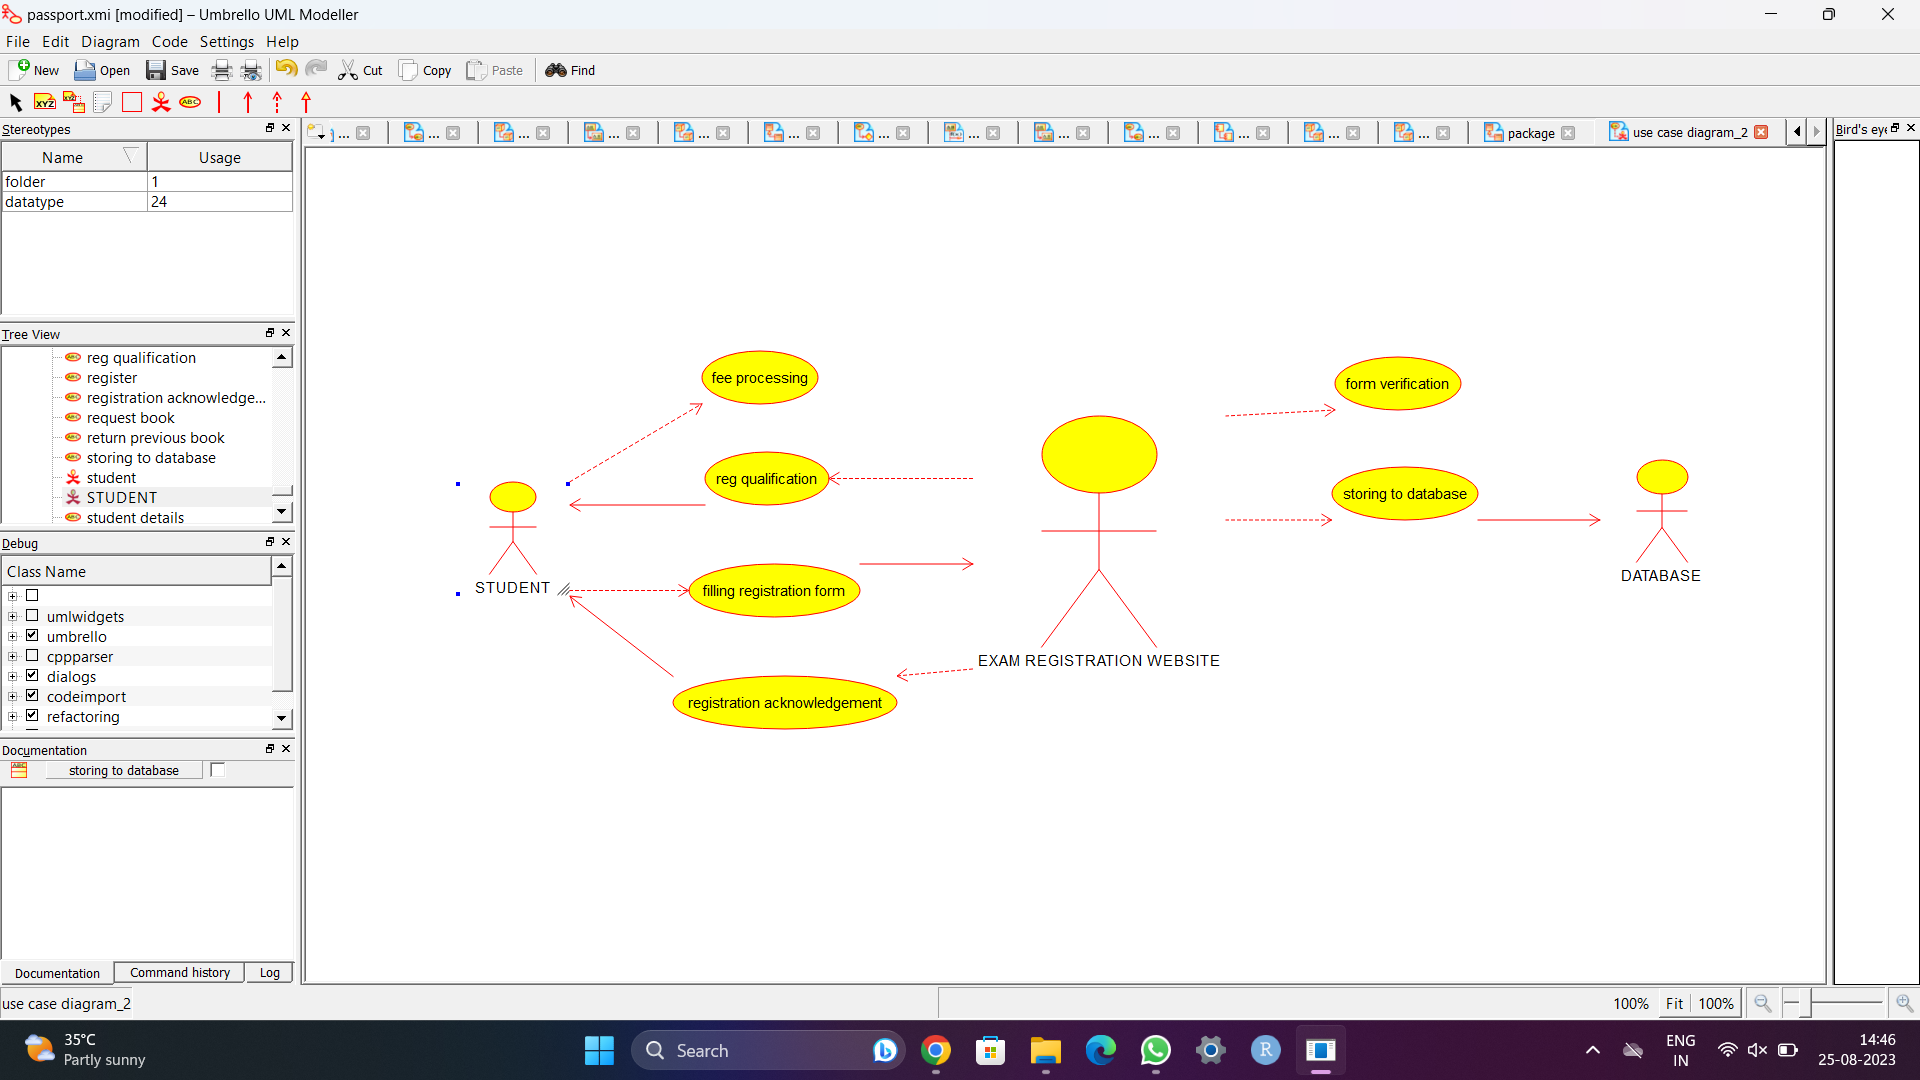 passport.xmi [modified] – Umbrello UML Modeller
File Edit Diagram Code Settings Help
New Open Save Cut Copy Paste Find
XYZ XYZ ABC
Stereotypes
Name Usage
folder 1
datatype 24
... ... ... ... ... ... ... ... ... ... ... ... ... package use case diagram_2
Bird's eye
Tree View
reg qualification
register
registration acknowledge...
request book
return previous book
storing to database
student
STUDENT
student details
Debug
Class Name
umlwidgets
umbrello
cppparser
dialogs
codeimport
refactoring
Documentation
storing to database
Documentation Command history Log
fee processing
form verification
reg qualification
storing to database
STUDENT
filling registration form
DATABASE
EXAM REGISTRATION WEBSITE
registration acknowledgement
use case diagram_2
100% Fit 100%
35°C
Partly sunny
Search
R
ENG
IN
14:46
25-08-2023